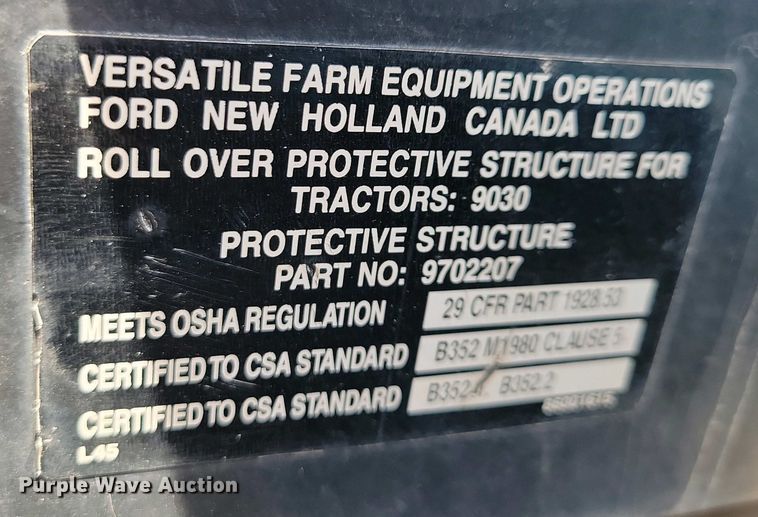 VERSATILE FARM EQUIPMENT OPERATIONS
FORD NEW HOLLAND CANADA LTD
ROLL OVER PROTECTIVE STRUCTURE FOR
TRACTORS: 9030
PROTECTIVE STRUCTURE
PART NO: 9702207
MEETS OSHA REGULATION 29 CFR PART 1928.53
CERTIFIED TO CSA STANDARD B352 M1980 CLAUSE 5
CERTIFIED TO CSA STANDARD B352.2
L45
Purple Wave Auction